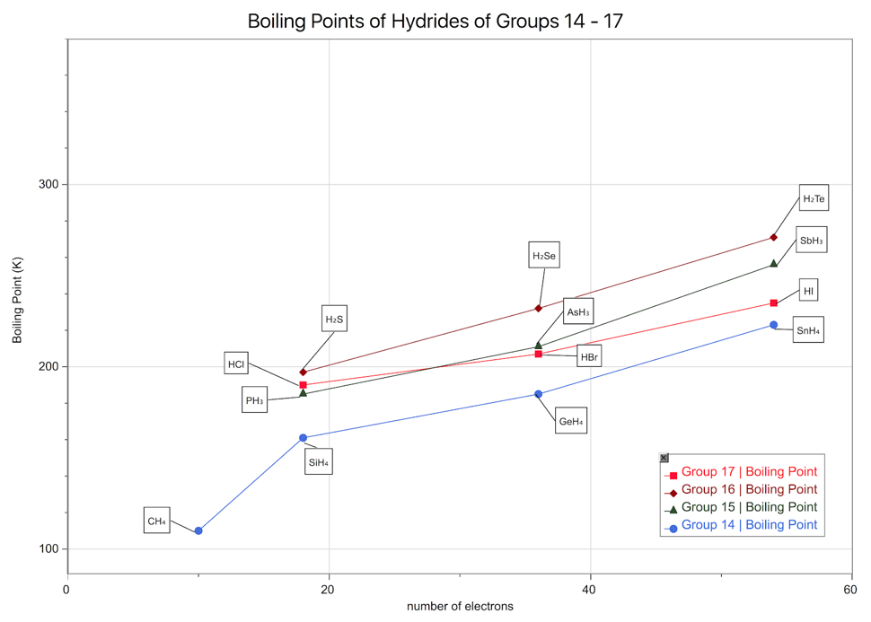 Boiling Points of Hydrides of Groups 14 - 17
300
200
100
Boiling Point (K)
H₂Te
SbH₃
H₂Se
HI
AsH₃
H₂S
SnH₄
HBr
HCl
PH₃
GeH₄
SiH₄
CH₄
Group 17 | Boiling Point
Group 16 | Boiling Point
Group 15 | Boiling Point
Group 14 | Boiling Point
0
20
40
60
number of electrons